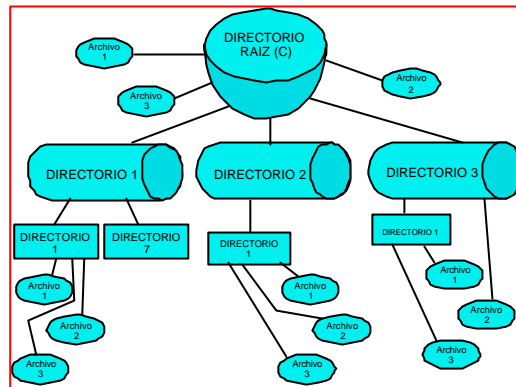 DIRECTORIO
RAIZ (C)
Archivo
1
Archivo
2
Archivo
3
DIRECTORIO 1
DIRECTORIO 2
DIRECTORIO 3
DIRECTORIO
1
DIRECTORIO
7
DIRECTORIO
1
DIRECTORIO 1
Archivo
1
Archivo
2
Archivo
3
Archivo
1
Archivo
2
Archivo
3
Archivo
1
Archivo
2
Archivo
3